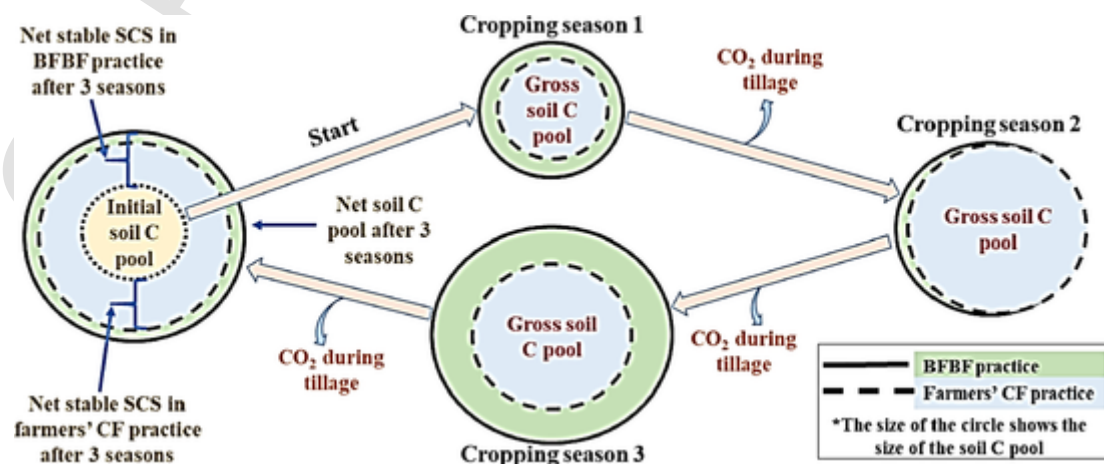 Net stable SCS in
BFBF practice
after 3 seasons
Initial
soil C
pool
Net stable SCS in
farmers' CF practice
after 3 seasons
Start
Cropping season 1
Gross
soil C
pool
CO₂ during
tillage
Cropping season 2
Gross soil C
pool
CO₂ during
tillage
Gross soil
C pool
Cropping season 3
CO₂ during
tillage
Net soil C
pool after 3
seasons
BFBF practice
Farmers' CF practice
*The size of the circle shows the
size of the soil C pool